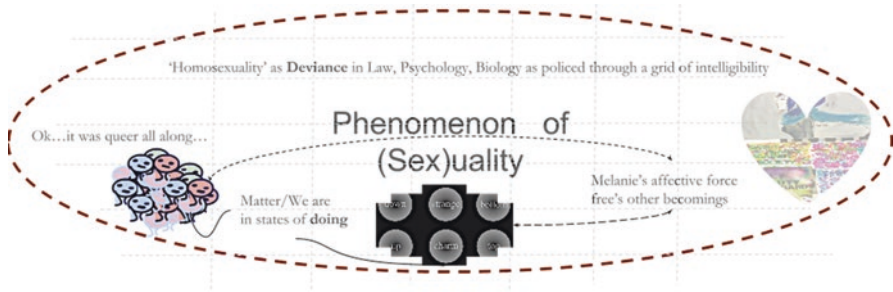 ‘Homosexuality’ as Deviance in Law, Psychology, Biology as policed through a grid of intelligibility
Ok…it was queer all along…
Phenomenon of
(Sex)uality
Melanie’s affective force
free’s other becomings
Matter/We are
in states of doing
up charm